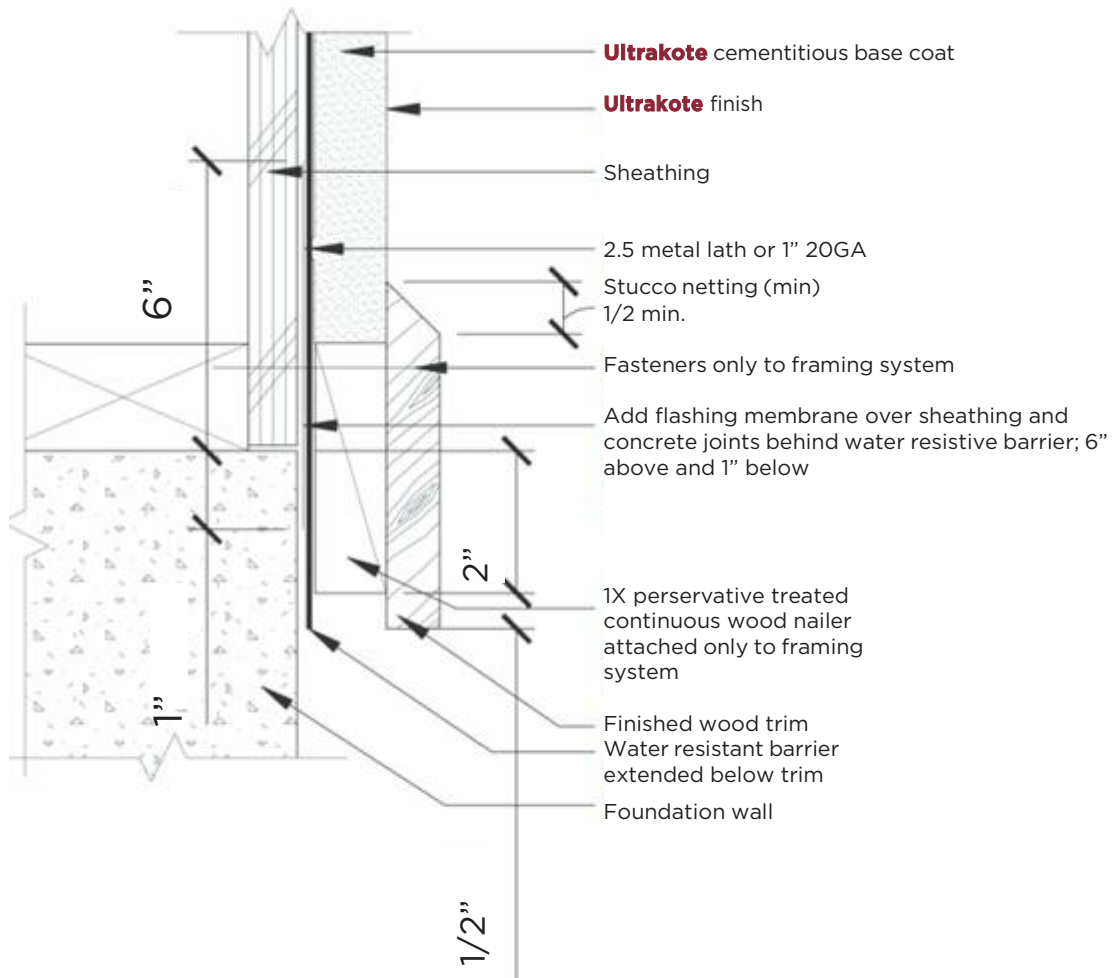 Ultrakote cementitious base coat
Ultrakote finish
Sheathing
2.5 metal lath or 1” 20GA
Stucco netting (min)
1/2 min.
Fasteners only to framing system
Add flashing membrane over sheathing and
concrete joints behind water resistive barrier; 6”
above and 1” below
1X perservative treated
continuous wood nailer
attached only to framing
system
Finished wood trim
Water resistant barrier
extended below trim
Foundation wall
6”
1”
2”
1/2”